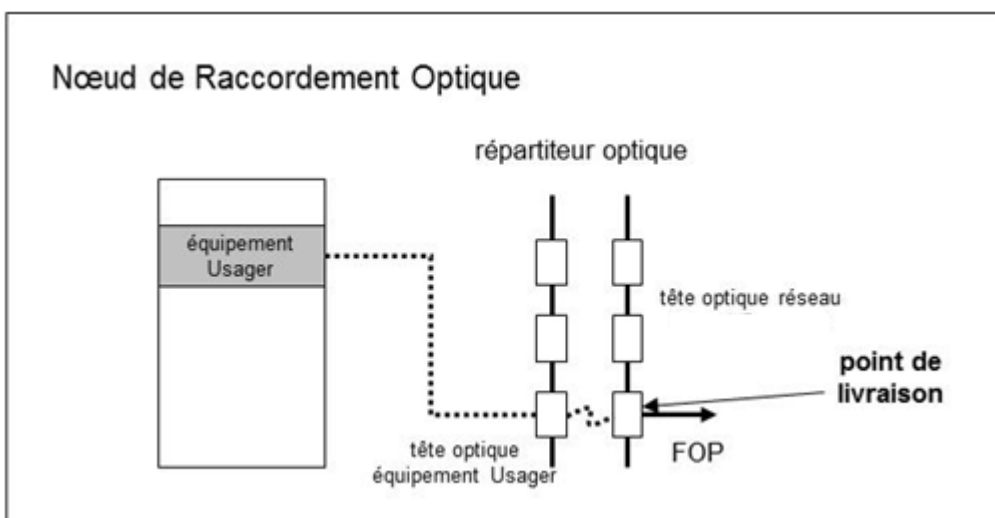 Nœud de Raccordement Optique
répartiteur optique
équipement
Usager
tête optique réseau
point de
livraison
tête optique
équipement Usager
FOP